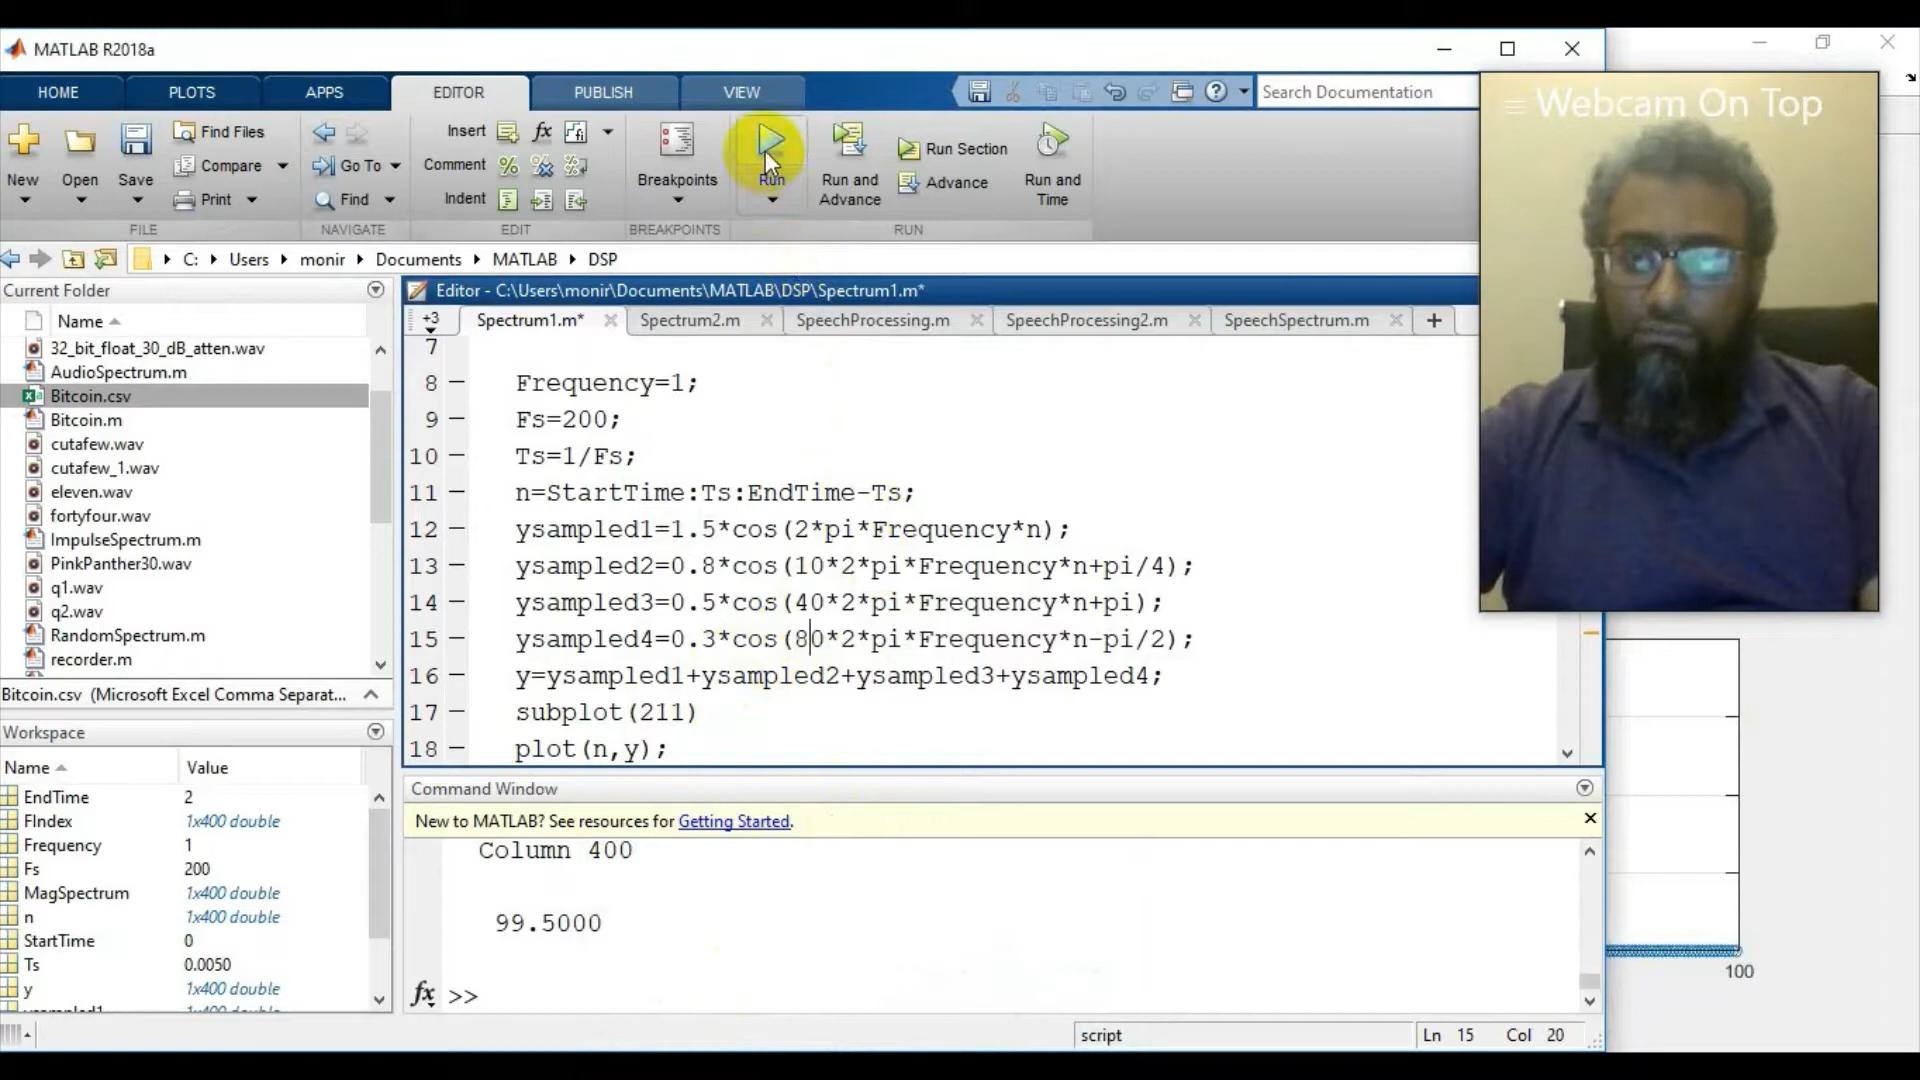 MATLAB R2018a
HOME PLOTS APPS EDITOR PUBLISH VIEW Search Documentation
Webcam On Top
New Open Save Find Files Compare Print
Go To Find
Insert fx Comment Indent
Breakpoints
Run
Run and Advance
Run Section
Advance
Run and Time
FILE NAVIGATE EDIT BREAKPOINTS RUN
C: Users monir Documents MATLAB DSP
Current Folder
Name
32_bit_float_30_dB_atten.wav
AudioSpectrum.m
Bitcoin.csv
Bitcoin.m
cutafew.wav
cutafew_1.wav
eleven.wav
fortyfour.wav
ImpulseSpectrum.m
PinkPanther30.wav
q1.wav
q2.wav
RandomSpectrum.m
recorder.m
Bitcoin.csv (Microsoft Excel Comma Separat...
Workspace
Name Value
EndTime 2
FIndex 1x400 double
Frequency 1
Fs 200
MagSpectrum 1x400 double
n 1x400 double
StartTime 0
Ts 0.0050
y 1x400 double
Editor - C:\Users\monir\Documents\MATLAB\DSP\Spectrum1.m*
+3 Spectrum1.m* Spectrum2.m SpeechProcessing.m SpeechProcessing2.m SpeechSpectrum.m +
7
8 – Frequency=1;
9 – Fs=200;
10 – Ts=1/Fs;
11 – n=StartTime:Ts:EndTime-Ts;
12 – ysampled1=1.5*cos(2*pi*Frequency*n);
13 – ysampled2=0.8*cos(10*2*pi*Frequency*n+pi/4);
14 – ysampled3=0.5*cos(40*2*pi*Frequency*n+pi);
15 – ysampled4=0.3*cos(80*2*pi*Frequency*n-pi/2);
16 – y=ysampled1+ysampled2+ysampled3+ysampled4;
17 – subplot(211)
18 – plot(n,y);
Command Window
New to MATLAB? See resources for Getting Started.
Column 400
99.5000
fx >>
script Ln 15 Col 20
100